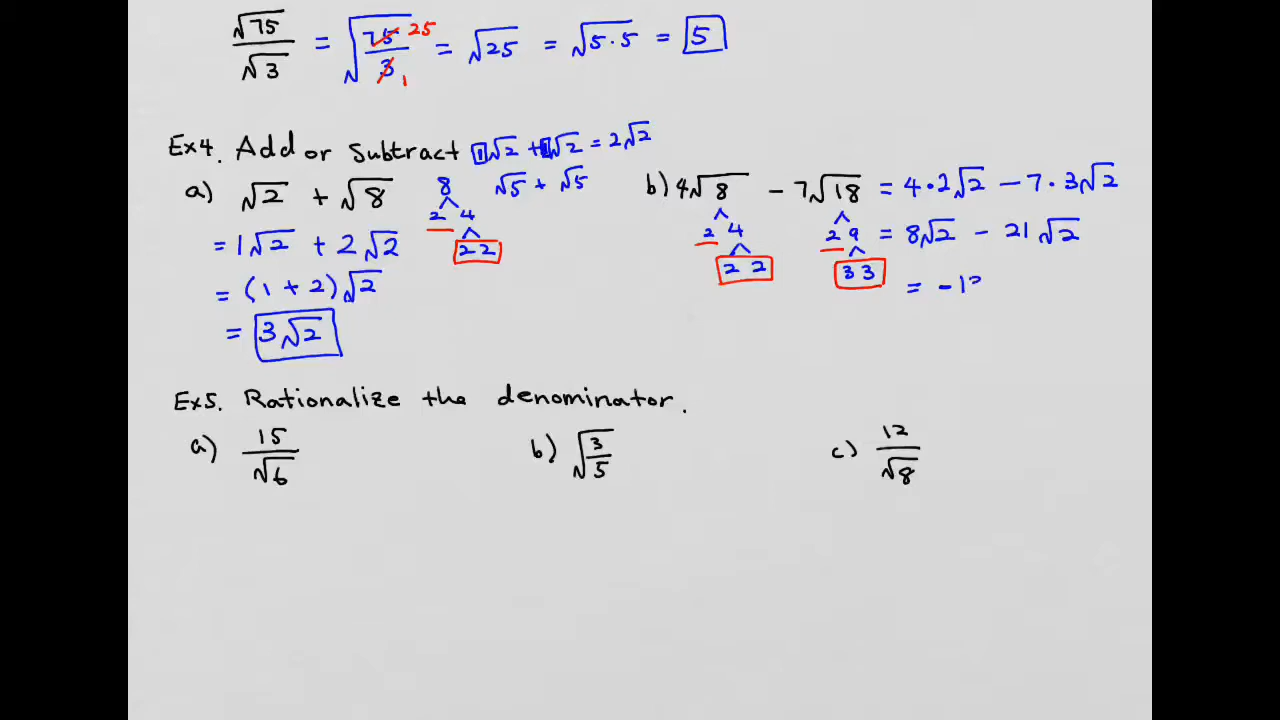 √75/√3 = √(75/3) 25 1 = √25 = √5·5 = 5
Ex4. Add or Subtract 1√2 + 1√2 = 2√2
a) √2 + √8
8
2 4
2 2
√5 + √5
= 1√2 + 2√2
= (1 + 2)√2
= 3√2
b) 4√8 - 7√18 = 4·2√2 - 7·3√2
2 4
2 2
2 9
3 3
= 8√2 - 21√2
= -13
Ex5. Rationalize the denominator.
a) 15/√6
b) √(3/5)
c) 12/√8